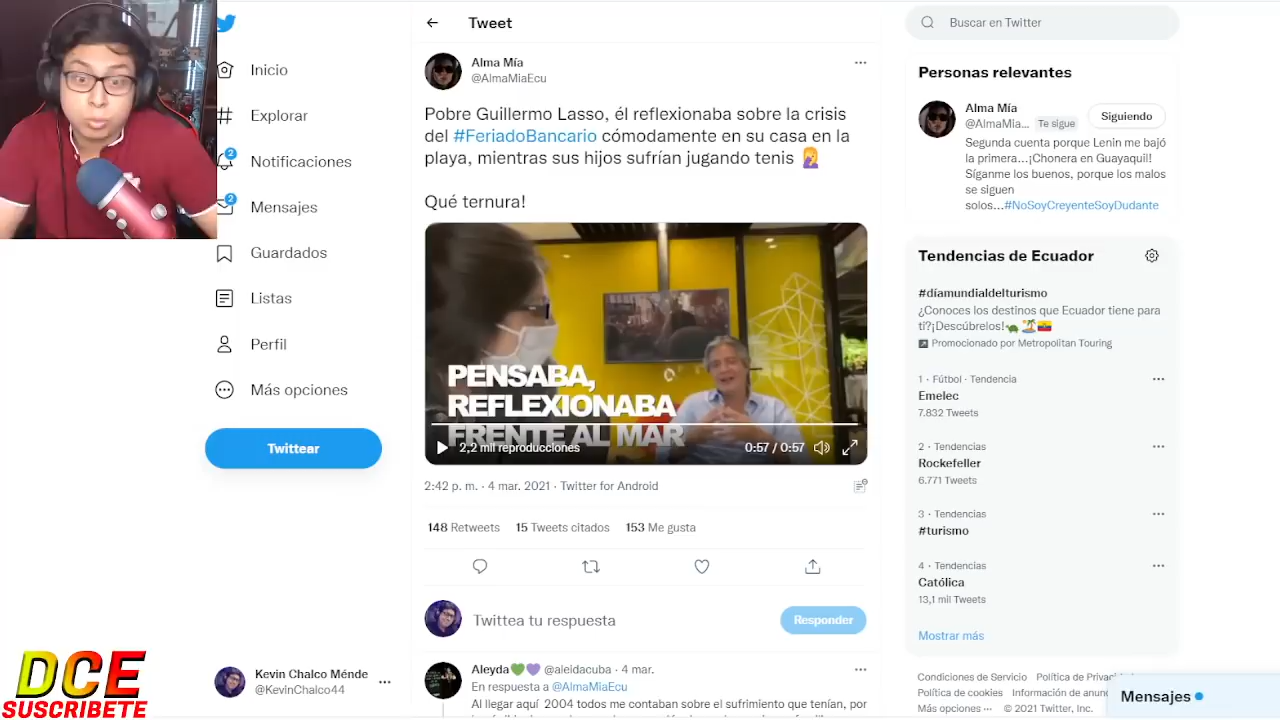 Inicio
Explorar
2
Notificaciones
2
Mensajes
Guardados
Listas
Perfil
Más opciones
Twittear
Kevin Chalco Ménde
@KevinChalco44
DCE
SUSCRIBETE
Tweet
Alma Mía
@AlmaMiaEcu
Pobre Guillermo Lasso, él reflexionaba sobre la crisis
del #FeriadoBancario cómodamente en su casa en la
playa, mientras sus hijos sufrían jugando tenis
Qué ternura!
PENSABA,
REFLEXIONABA
FRENTE AL MAR
2,2 mil reproducciones
0:57 / 0:57
2:42 p. m. · 4 mar. 2021 · Twitter for Android
148 Retweets 15 Tweets citados 153 Me gusta
Twittea tu respuesta
Responder
Aleyda @aleidacuba · 4 mar.
En respuesta a @AlmaMiaEcu
Al llegar aquí 2004 todos me contaban sobre el sufrimiento que tenían, por
Buscar en Twitter
Personas relevantes
Alma Mía
@AlmaMia... Te sigue
Siguiendo
Segunda cuenta porque Lenin me bajó
la primera...¡Chonera en Guayaquil!
Síganme los buenos, porque los malos
se siguen
solos...#NoSoyCreyenteSoyDudante
Tendencias de Ecuador
#díamundialdelturismo
¿Conoces los destinos que Ecuador tiene para
ti?¡Descúbrelos!
Promocionado por Metropolitan Touring
1 · Fútbol · Tendencia
Emelec
7.832 Tweets
2 · Tendencias
Rockefeller
6.771 Tweets
3 · Tendencias
#turismo
4 · Tendencias
Católica
13,1 mil Tweets
Mostrar más
Condiciones de Servicio Política de
Política de cookies Información de
Más opciones ··· © 2021 Twitter, Inc.
Mensajes